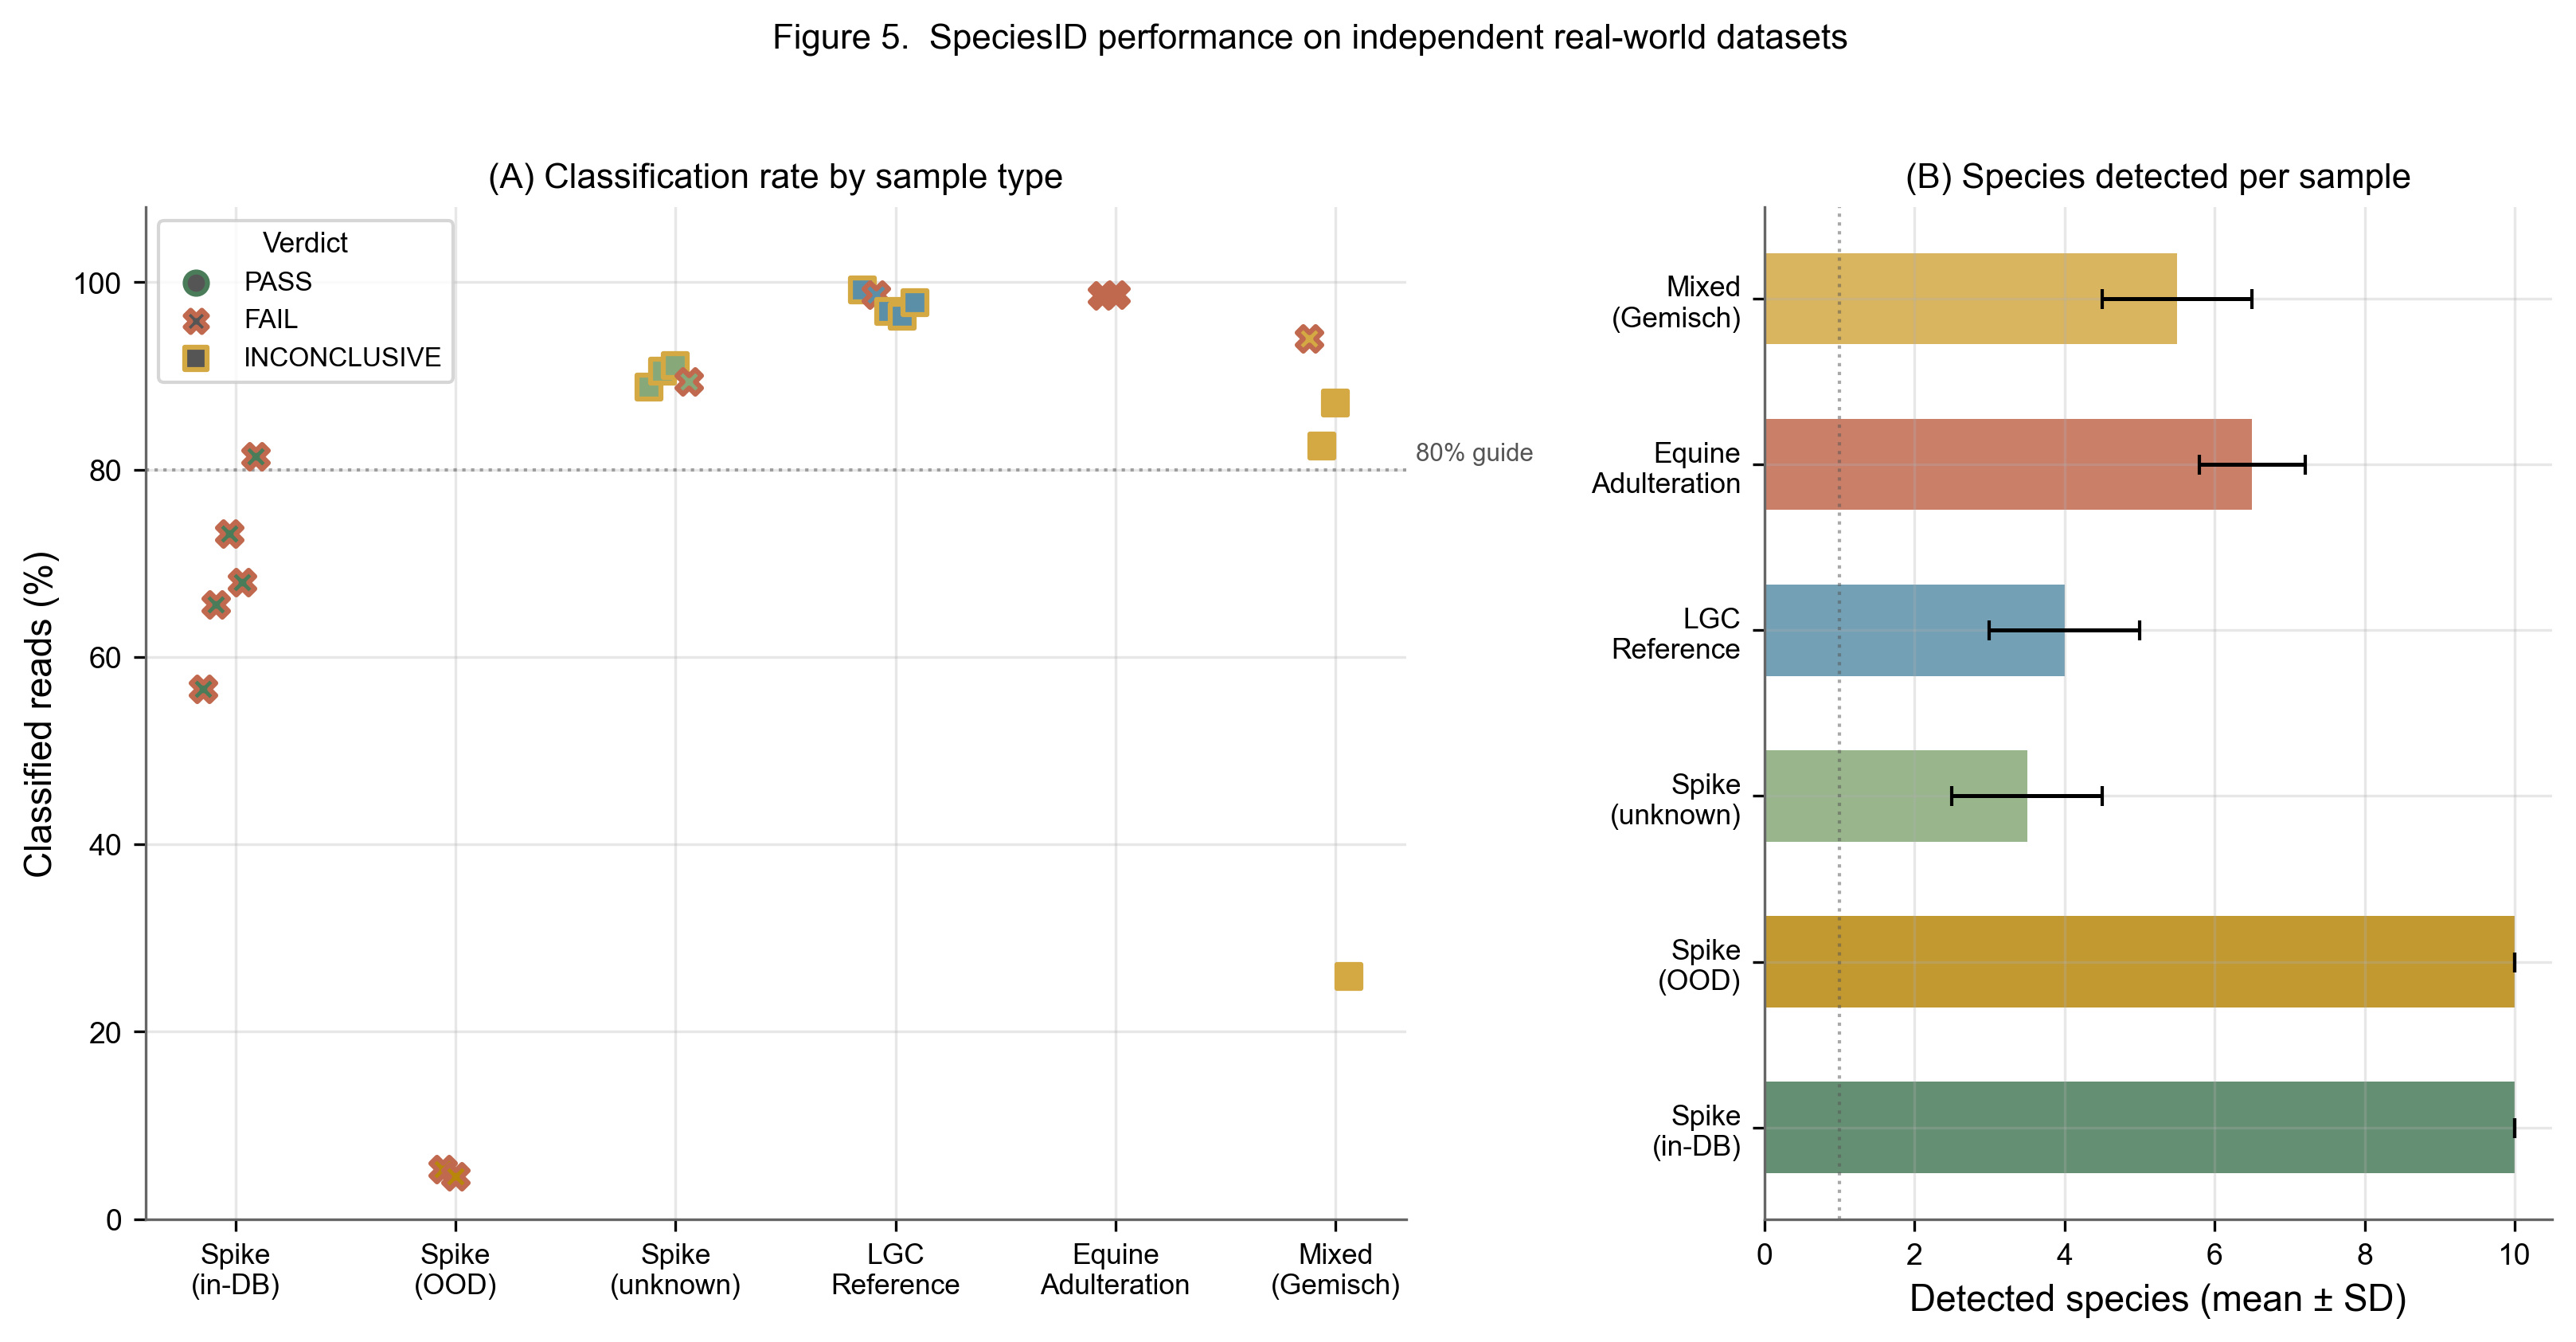 Figure 5.  SpeciesID performance on independent real-world datasets
(A) Classification rate by sample type
Verdict
PASS
FAIL
INCONCLUSIVE
Classified reads (%)
100
80
60
40
20
0
80% guide
Spike
(in-DB)
Spike
(OOD)
Spike
(unknown)
LGC
Reference
Equine
Adulteration
Mixed
(Gemisch)
(B) Species detected per sample
Mixed
(Gemisch)
Equine
Adulteration
LGC
Reference
Spike
(unknown)
Spike
(OOD)
Spike
(in-DB)
0 2 4 6 8 10
Detected species (mean ± SD)